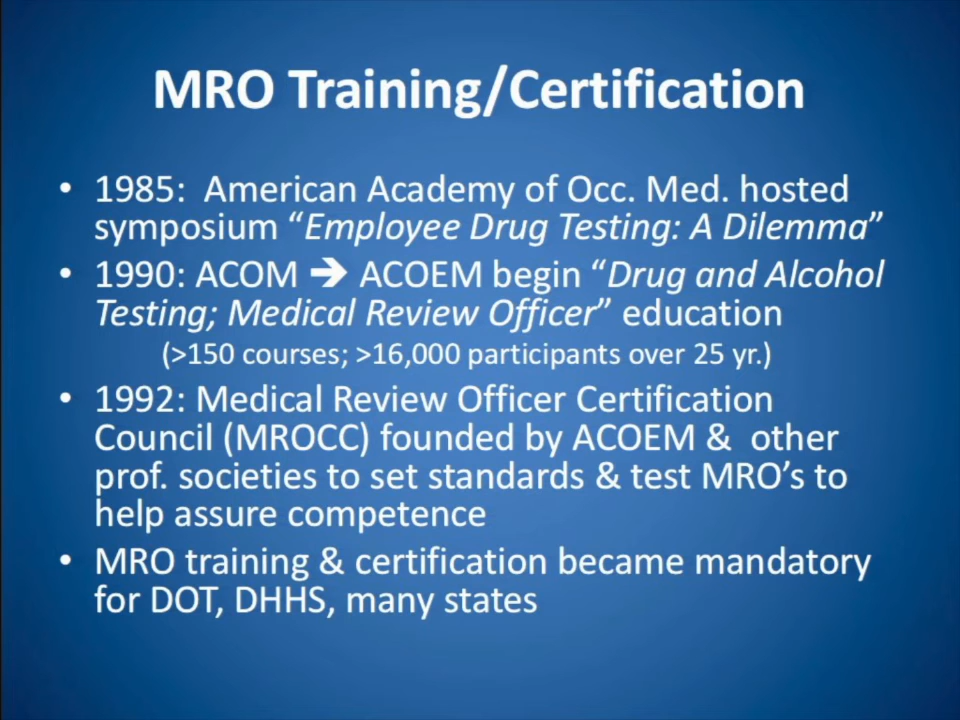 MRO Training/Certification
• 1985:  American Academy of Occ. Med. hosted
symposium “Employee Drug Testing: A Dilemma”
• 1990: ACOM ➔ ACOEM begin “Drug and Alcohol
Testing; Medical Review Officer” education
(>150 courses; >16,000 participants over 25 yr.)
• 1992: Medical Review Officer Certification
Council (MROCC) founded by ACOEM &  other
prof. societies to set standards & test MRO’s to
help assure competence
• MRO training & certification became mandatory
for DOT, DHHS, many states